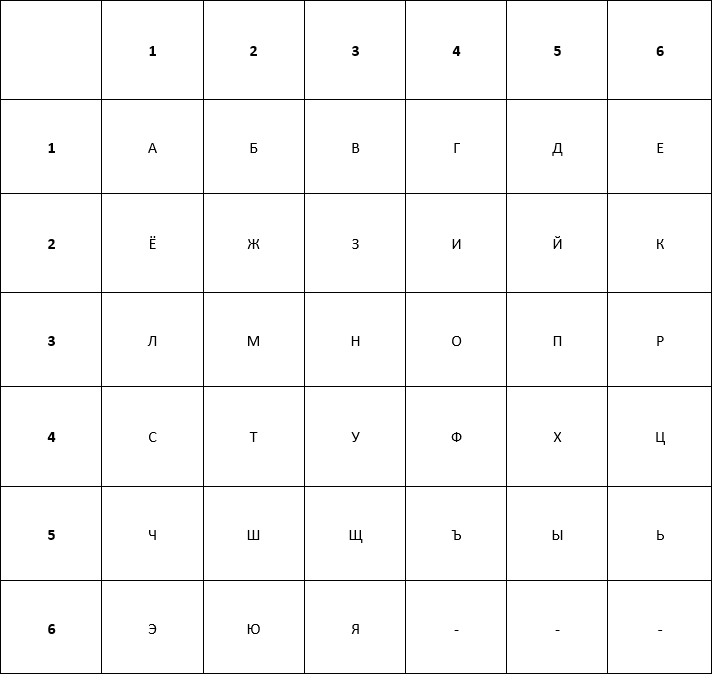 1 2 3 4 5 6
1 А Б В Г Д Е
2 Ё Ж З И Й К
3 Л М Н О П Р
4 С Т У Ф Х Ц
5 Ч Ш Щ Ъ Ы Ь
6 Э Ю Я - - -